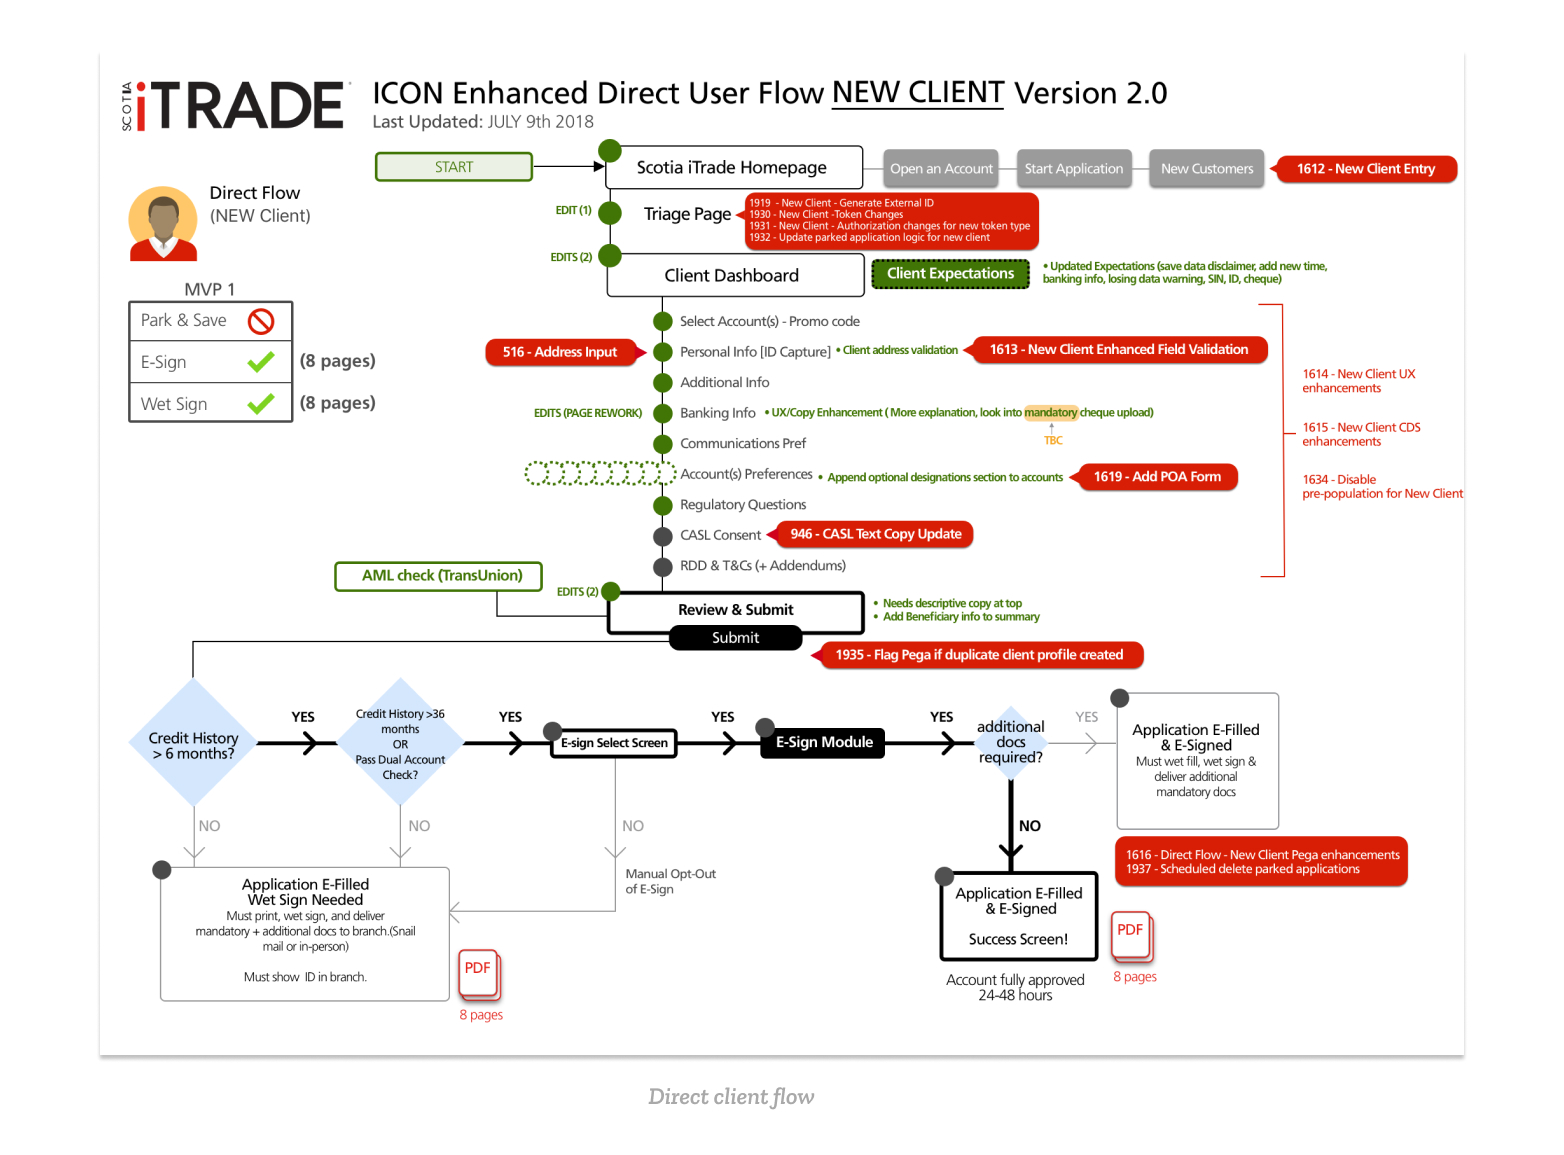 SCOTIA
iTRADE
ICON Enhanced Direct User Flow NEW CLIENT Version 2.0
Last Updated: JULY 9th 2018
START
Scotia iTrade Homepage
Open an Account
Start Application
New Customers
1612 - New Client Entry
Direct Flow
(NEW Client)
EDIT (1)
Triage Page
1919 - New Client - Generate External ID
1930 - New Client -Token Changes
1931 - New Client - Authorization changes for new token type
1932 - Update parked application logic for new client
EDITS (2)
Client Dashboard
Client Expectations
• Updated Expectations (save data disclaimer, add new time,
banking info, losing data warning, SIN, ID, cheque)
MVP 1
Park & Save
E-Sign
(8 pages)
Wet Sign
(8 pages)
Select Account(s) - Promo code
516 - Address Input
Personal Info [ID Capture]
• Client address validation
1613 - New Client Enhanced Field Validation
Additional Info
EDITS (PAGE REWORK)
Banking Info
• UX/Copy Enhancement ( More explanation, look into mandatory cheque upload)
TBC
Communications Pref
Account(s) Preferences
• Append optional designations section to accounts
1619 - Add POA Form
Regulatory Questions
CASL Consent
946 - CASL Text Copy Update
RDD & T&Cs (+ Addendums)
1614 - New Client UX
enhancements
1615 - New Client CDS
enhancements
1634 - Disable
pre-population for New Client
AML check (TransUnion)
EDITS (2)
Review & Submit
• Needs descriptive copy at top
• Add Beneficiary info to summary
Submit
1935 - Flag Pega if duplicate client profile created
Credit History
> 6 months?
YES
Credit History >36
months
OR
Pass Dual Account
Check?
YES
E-sign Select Screen
YES
E-Sign Module
YES
additional
docs
required?
YES
Application E-Filled
& E-Signed
Must wet fill, wet sign &
deliver additional
mandatory docs
NO
NO
NO
NO
Manual Opt-Out
of E-Sign
1616 - Direct Flow - New Client Pega enhancements
1937 - Scheduled delete parked applications
Application E-Filled
Wet Sign Needed
Must print, wet sign, and deliver
mandatory + additional docs to branch.(Snail
mail or in-person)
Must show ID in branch.
PDF
8 pages
Application E-Filled
& E-Signed
Success Screen!
Account fully approved
24-48 hours
PDF
8 pages
Direct client flow